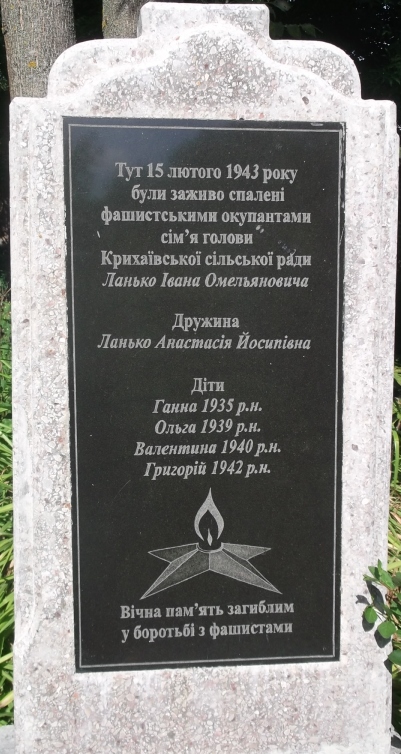 Тут 15 лютого 1943 року
були заживо спалені
фашистськими окупантами
сім'я голови
Крихаївської сільської ради
Ланько Івана Омельяновича
Дружина
Ланько Анастасія Йосипівна
Діти
Ганна 1935 р.н.
Ольга 1939 р.н.
Валентина 1940 р.н.
Григорій 1942 р.н.
Вічна пам'ять загиблим
у боротьбі з фашистами